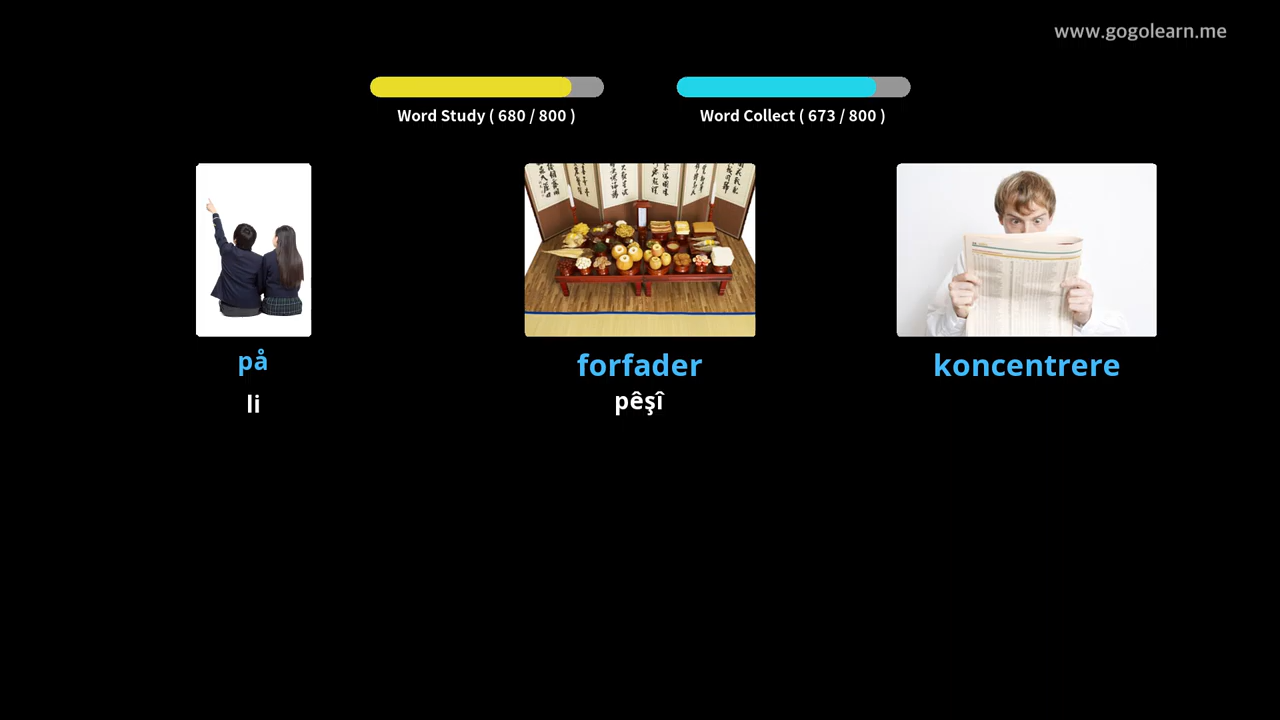 www.gogolearn.me
Word Study ( 680 / 800 )
Word Collect ( 673 / 800 )
på
forfader
koncentrere
li
pêşî